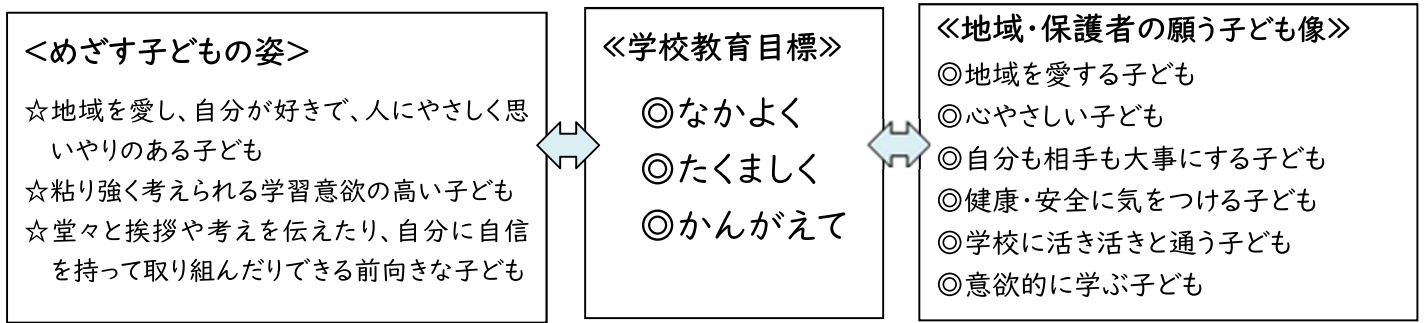 <めざす子どもの姿>
☆地域を愛し、自分が好きで、人にやさしく思
いやりのある子ども
☆粘り強く考えられる学習意欲の高い子ども
☆堂々と挨拶や考えを伝えたり、自分に自信
を持って取り組んだりできる前向きな子ども
≪学校教育目標≫
◎なかよく
◎たくましく
◎かんがえて
≪地域・保護者の願う子ども像≫
◎地域を愛する子ども
◎心やさしい子ども
◎自分も相手も大事にする子ども
◎健康・安全に気をつける子ども
◎学校に活き活きと通う子ども
◎意欲的に学ぶ子ども